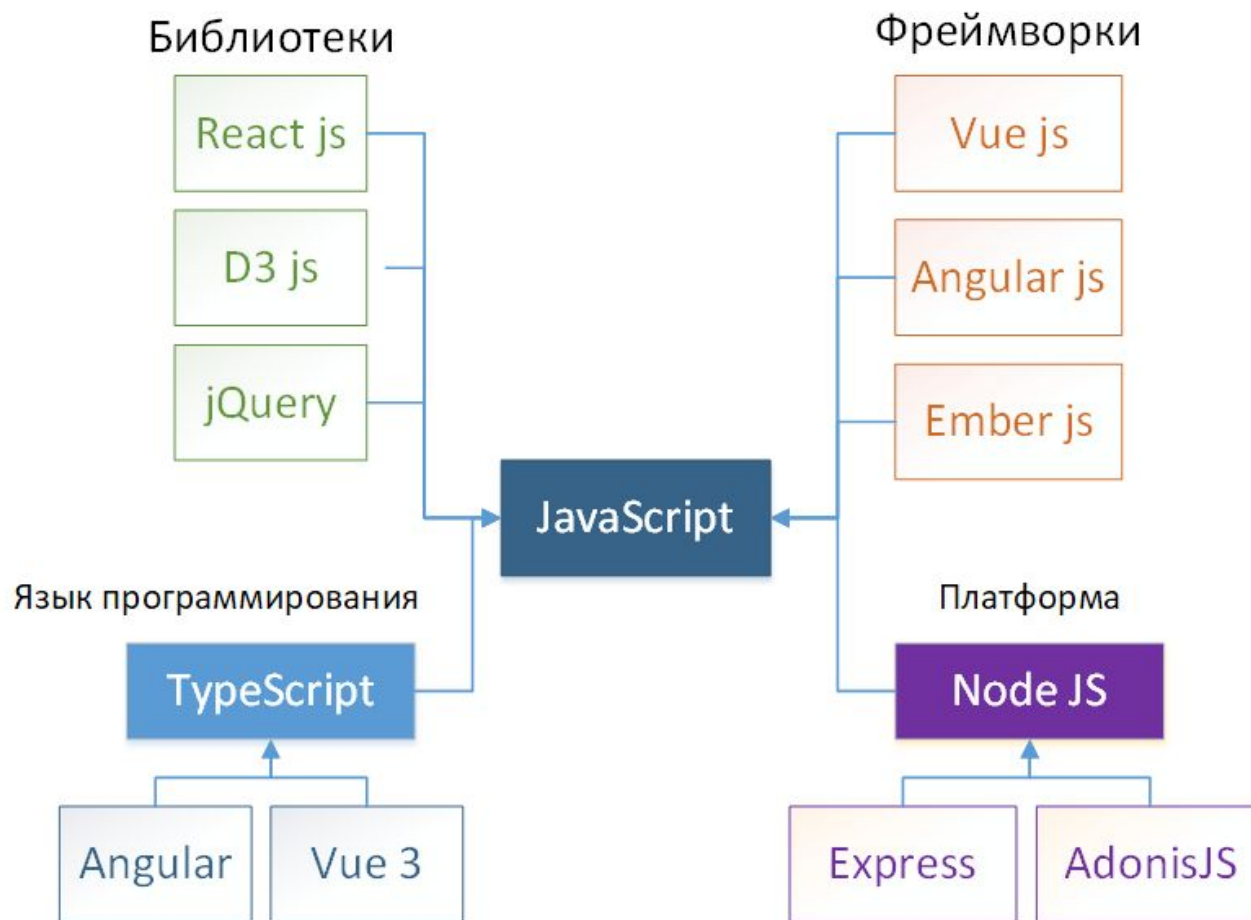 Библиотеки
Фреймворки
React js
Vue js
D3 js
Angular js
jQuery
Ember js
JavaScript
Язык программирования
Платформа
TypeScript
Node JS
Angular
Vue 3
Express
AdonisJS